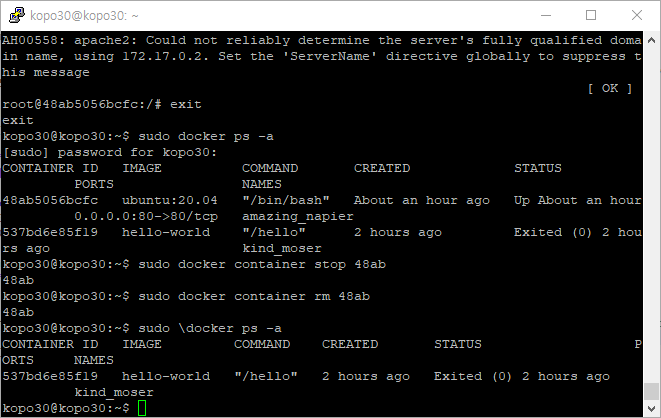 kopo30@kopo30: ~
AH00558: apache2: Could not reliably determine the server's fully qualified doma
in name, using 172.17.0.2. Set the 'ServerName' directive globally to suppress t
his message
[ OK ]
root@48ab5056bcfc:/# exit
exit
kopo30@kopo30:~$ sudo docker ps -a
[sudo] password for kopo30:
CONTAINER ID   IMAGE          COMMAND       CREATED             STATUS
PORTS                NAMES
48ab5056bcfc   ubuntu:20.04   "/bin/bash"   About an hour ago   Up About an hour
0.0.0.0:80->80/tcp   amazing_napier
537bd6e85f19   hello-world    "/hello"      2 hours ago         Exited (0) 2 hou
rs ago                        kind_moser
kopo30@kopo30:~$ sudo docker container stop 48ab
48ab
kopo30@kopo30:~$ sudo docker container rm 48ab
48ab
kopo30@kopo30:~$ sudo \docker ps -a
CONTAINER ID   IMAGE         COMMAND    CREATED       STATUS                   P
ORTS     NAMES
537bd6e85f19   hello-world   "/hello"   2 hours ago   Exited (0) 2 hours ago
kind_moser
kopo30@kopo30:~$